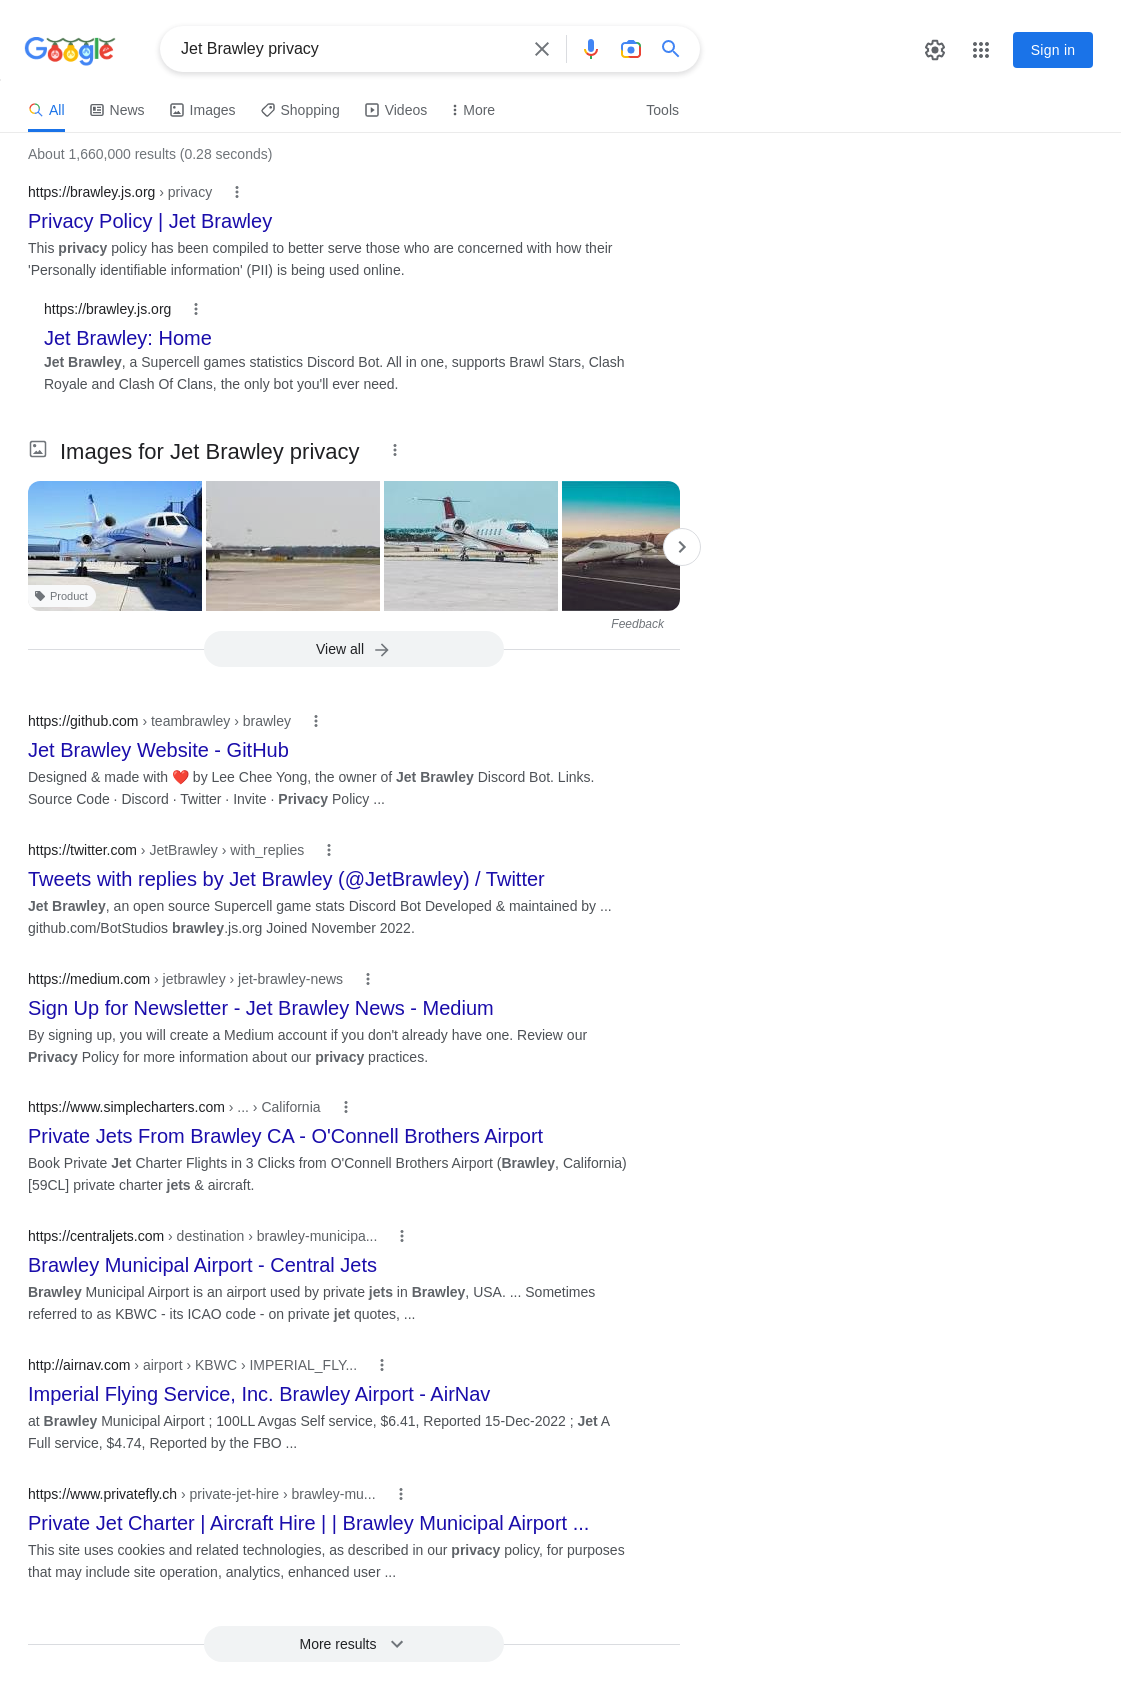 Google
Jet Brawley privacy
Sign in
All
News
Images
Shopping
Videos
More
Tools
About 1,660,000 results (0.28 seconds)
https://brawley.js.org › privacy
Privacy Policy | Jet Brawley
This privacy policy has been compiled to better serve those who are concerned with how their
'Personally identifiable information' (PII) is being used online.
https://brawley.js.org
Jet Brawley: Home
Jet Brawley, a Supercell games statistics Discord Bot. All in one, supports Brawl Stars, Clash
Royale and Clash Of Clans, the only bot you'll ever need.
Images for Jet Brawley privacy
Product
Feedback
View all
https://github.com › teambrawley › brawley
Jet Brawley Website - GitHub
Designed & made with ❤️ by Lee Chee Yong, the owner of Jet Brawley Discord Bot. Links.
Source Code · Discord · Twitter · Invite · Privacy Policy ...
https://twitter.com › JetBrawley › with_replies
Tweets with replies by Jet Brawley (@JetBrawley) / Twitter
Jet Brawley, an open source Supercell game stats Discord Bot Developed & maintained by ...
github.com/BotStudios brawley.js.org Joined November 2022.
https://medium.com › jetbrawley › jet-brawley-news
Sign Up for Newsletter - Jet Brawley News - Medium
By signing up, you will create a Medium account if you don't already have one. Review our
Privacy Policy for more information about our privacy practices.
https://www.simplecharters.com › ... › California
Private Jets From Brawley CA - O'Connell Brothers Airport
Book Private Jet Charter Flights in 3 Clicks from O'Connell Brothers Airport (Brawley, California)
[59CL] private charter jets & aircraft.
https://centraljets.com › destination › brawley-municipa...
Brawley Municipal Airport - Central Jets
Brawley Municipal Airport is an airport used by private jets in Brawley, USA. ... Sometimes
referred to as KBWC - its ICAO code - on private jet quotes, ...
http://airnav.com › airport › KBWC › IMPERIAL_FLY...
Imperial Flying Service, Inc. Brawley Airport - AirNav
at Brawley Municipal Airport ; 100LL Avgas Self service, $6.41, Reported 15-Dec-2022 ; Jet A
Full service, $4.74, Reported by the FBO ...
https://www.privatefly.ch › private-jet-hire › brawley-mu...
Private Jet Charter | Aircraft Hire | | Brawley Municipal Airport ...
This site uses cookies and related technologies, as described in our privacy policy, for purposes
that may include site operation, analytics, enhanced user ...
More results